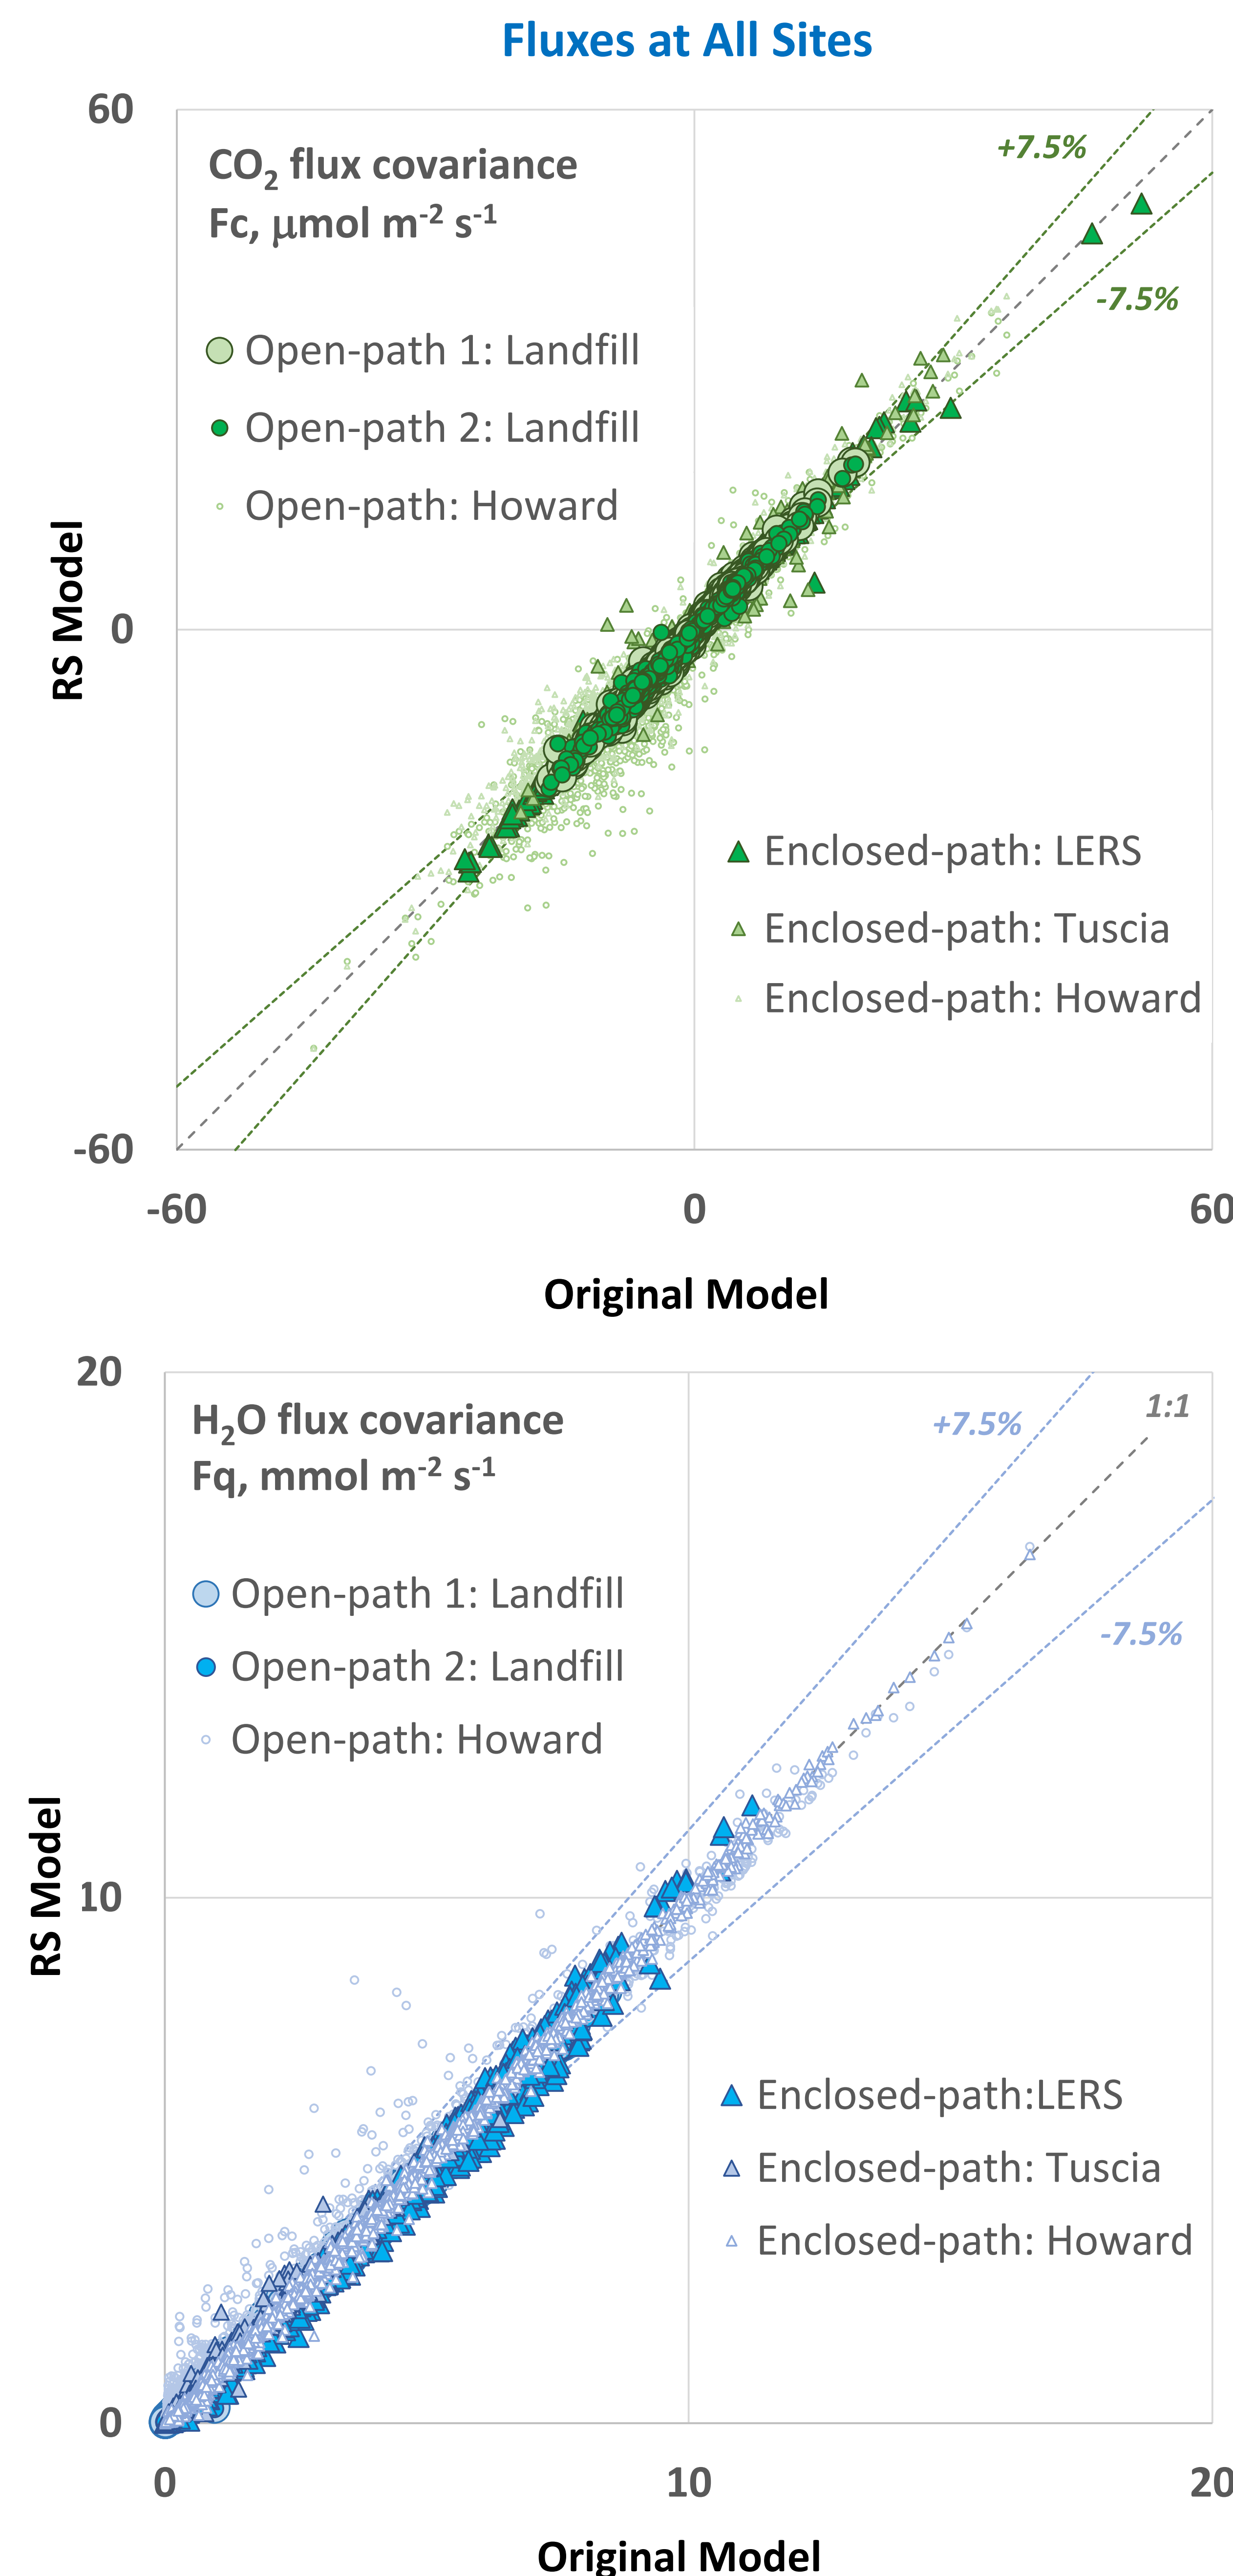 Fluxes at All Sites
60
CO₂ flux covariance
Fc, μmol m⁻² s⁻¹
+7.5%
-7.5%
Open-path 1: Landfill
Open-path 2: Landfill
Open-path: Howard
RS Model
0
Enclosed-path: LERS
Enclosed-path: Tuscia
Enclosed-path: Howard
-60
-60 0 60
Original Model
20
H₂O flux covariance
Fq, mmol m⁻² s⁻¹
+7.5%
1:1
-7.5%
Open-path 1: Landfill
Open-path 2: Landfill
Open-path: Howard
RS Model
10
Enclosed-path:LERS
Enclosed-path: Tuscia
Enclosed-path: Howard
0
0 10 20
Original Model